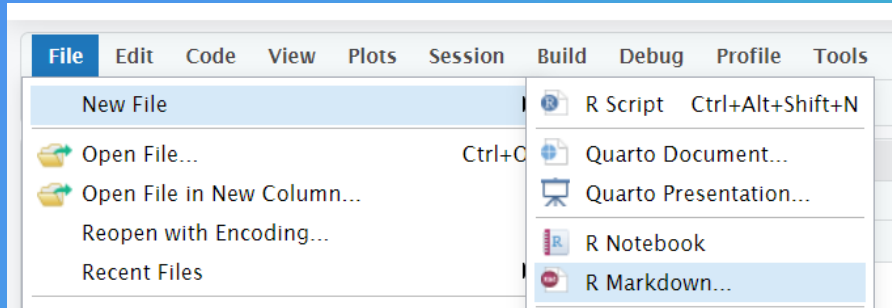 File Edit Code View Plots Session Build Debug Profile Tools
New File
R Script Ctrl+Alt+Shift+N
Open File... Ctrl+O
Quarto Document...
Open File in New Column...
Quarto Presentation...
Reopen with Encoding...
R Notebook
Recent Files
R Markdown...